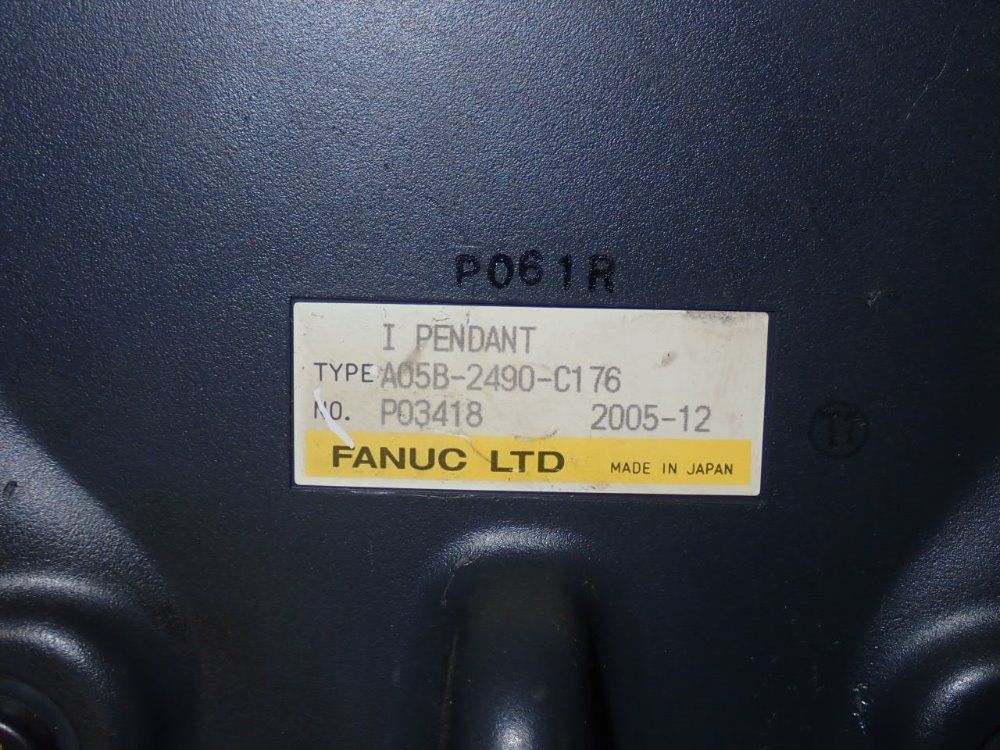 P061R
I PENDANT
TYPE A05B-2490-C176
NO. P03418 2005-12
FANUC LTD MADE IN JAPAN